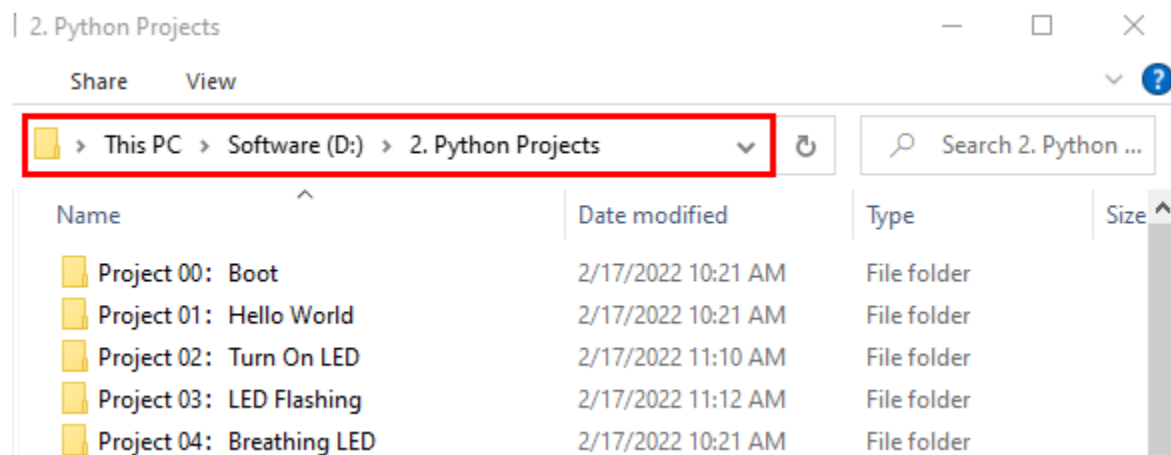 2. Python Projects
Share View
This PC > Software (D:) > 2. Python Projects Search 2. Python ...
Name Date modified Type Size
Project 00：Boot 2/17/2022 10:21 AM File folder
Project 01：Hello World 2/17/2022 10:21 AM File folder
Project 02：Turn On LED 2/17/2022 11:10 AM File folder
Project 03：LED Flashing 2/17/2022 11:12 AM File folder
Project 04：Breathing LED 2/17/2022 10:21 AM File folder